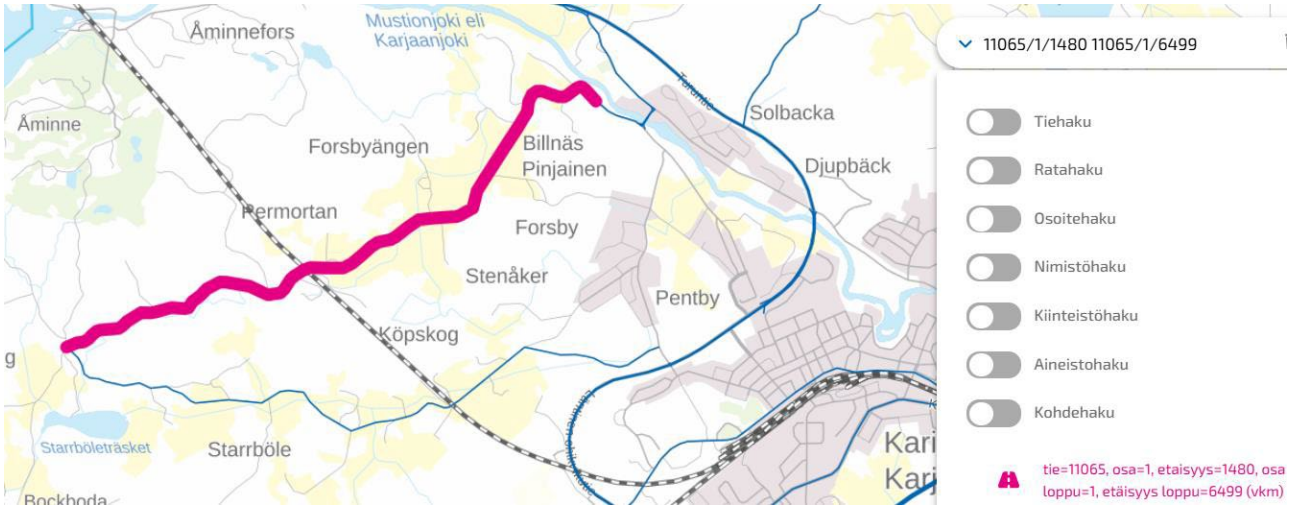 Åminnefors
Mustionjoki eli
Karjaanjoki
Turuntie
Solbacka
Åminne
Forsbyängen
Billnäs
Pinjainen
Djupbäck
Permortan
Forsby
Stenåker
Pentby
Köpskog
g
Starrböleträsket
Starrböle
Kari
Karj
Bockboda
11065/1/1480 11065/1/6499
Tiehaku
Ratahaku
Osoitehaku
Nimistöhaku
Kiinteistöhaku
Aineistohaku
Kohdehaku
tie=11065, osa=1, etaisyys=1480, osa
loppu=1, etäisyys loppu=6499 (vkm)